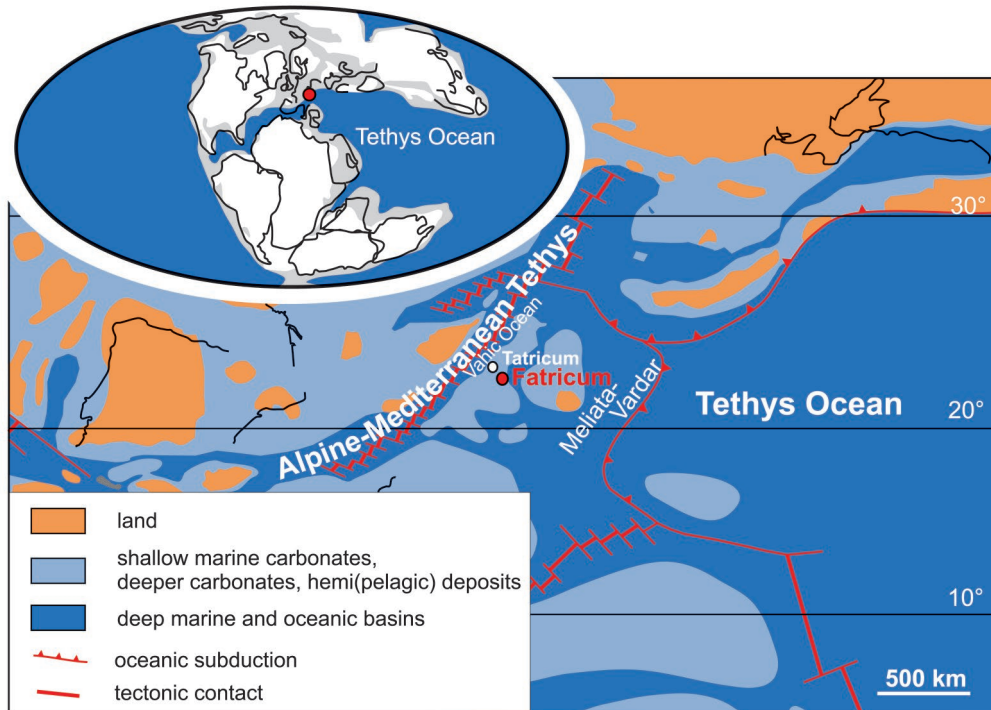 Tethys Ocean
30°
Alpine-Mediterranean Tethys
Vahic Ocean
Tatricum
Fatricum
Meliata-
Vardar
Tethys Ocean
20°
land
shallow marine carbonates,
deeper carbonates, hemi(pelagic) deposits
deep marine and oceanic basins
oceanic subduction
tectonic contact
10°
500 km